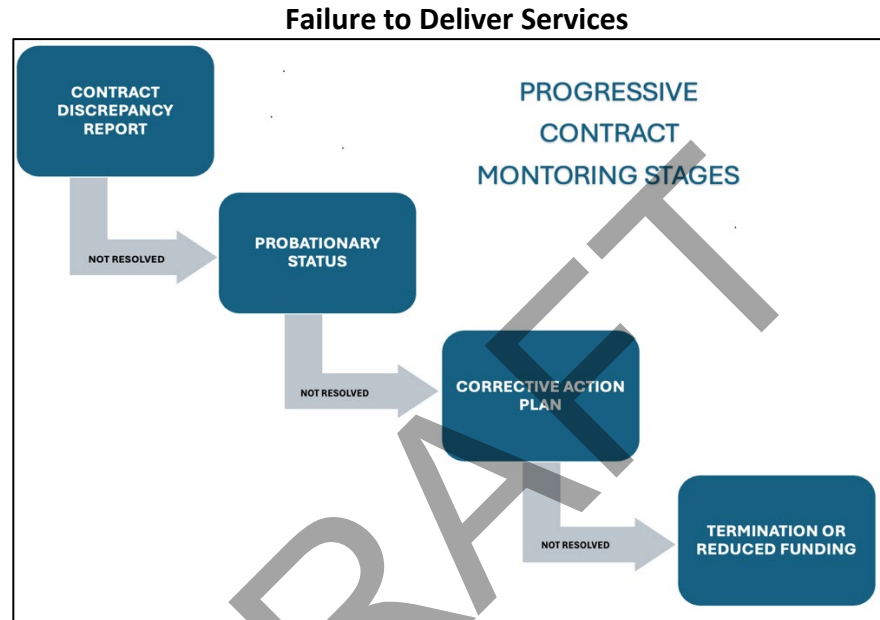 Failure to Deliver Services
CONTRACT
DISCREPANCY
REPORT
PROGRESSIVE
CONTRACT
MONTORING STAGES
NOT RESOLVED
PROBATIONARY
STATUS
NOT RESOLVED
CORRECTIVE ACTION
PLAN
NOT RESOLVED
TERMINATION OR
REDUCED FUNDING
DRAFT